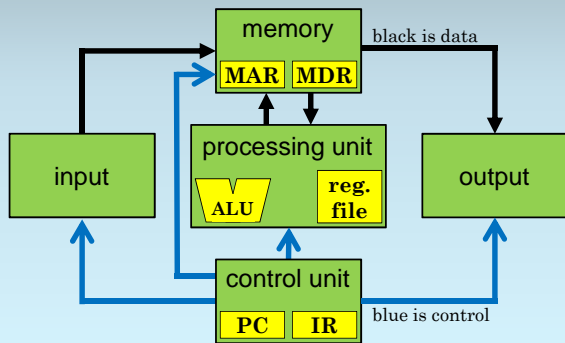 memory
black is data
MAR MDR
processing unit
input
ALU
reg.
file
output
control unit
PC IR
blue is control